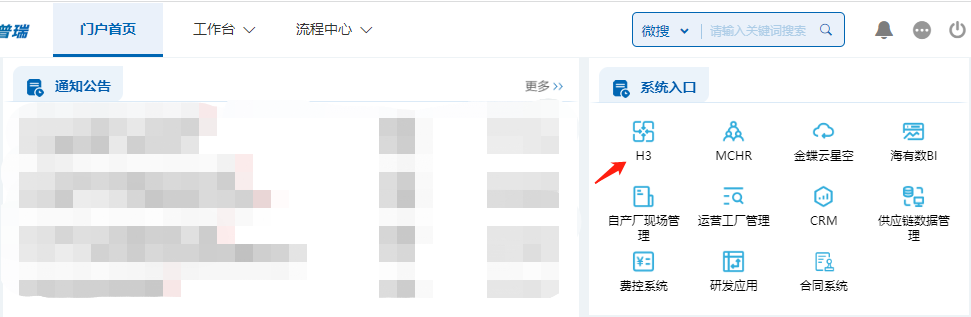 普瑞
门户首页
工作台
流程中心
微搜
请输入关键词搜索
通知公告
更多 >>
系统入口
H3
MCHR
金蝶云星空
海有数BI
自产厂现场管
理
运营工厂管理
CRM
供应链数据管
理
费控系统
研发应用
合同系统